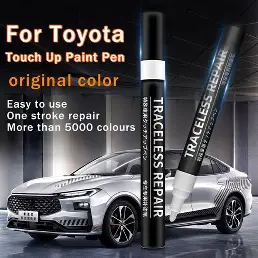 For Toyota
Touch Up Paint Pen
original color
Easy to use
One stroke repair
More than 5000 colours
TRACELESS REPAIR
TRACELESS REPAIR